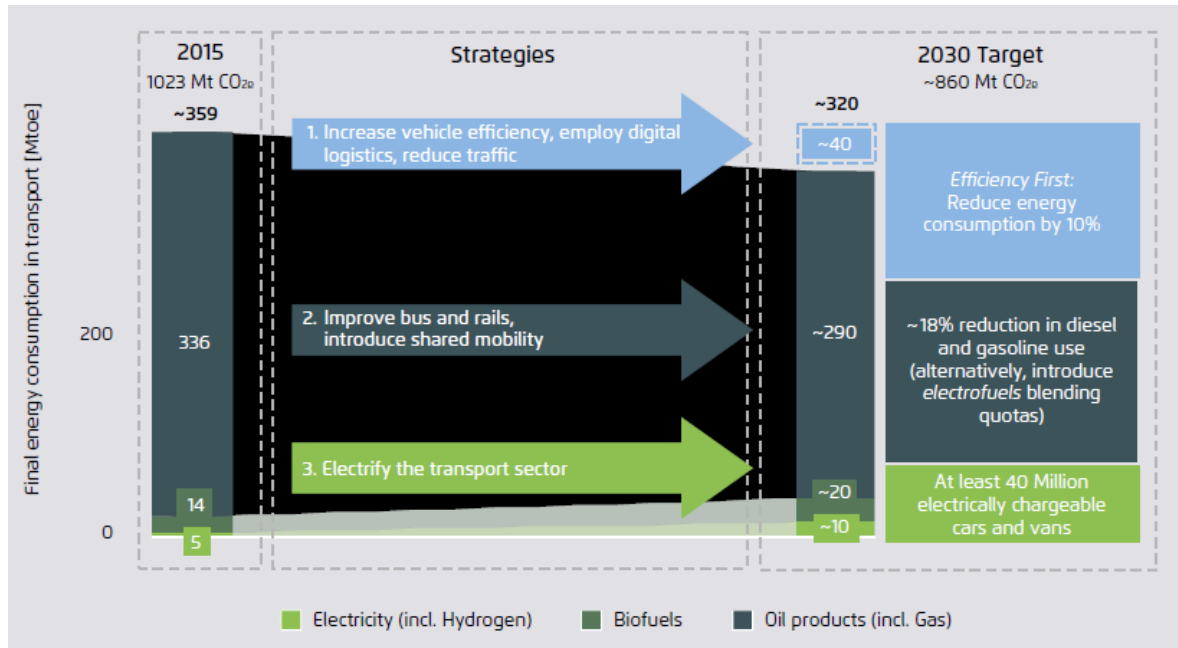 2015
1023 Mt CO₂ₑ
~359
Strategies
2030 Target
~860 Mt CO₂ₑ
~320
Final energy consumption in transport [Mtoe]
200
0
336
14
5
1. Increase vehicle efficiency, employ digital
logistics, reduce traffic
2. Improve bus and rails,
introduce shared mobility
3. Electrify the transport sector
~40
~290
~20
~10
Efficiency First:
Reduce energy
consumption by 10%
~18% reduction in diesel
and gasoline use
(alternatively, introduce
electrofuels blending
quotas)
At least 40 Million
electrically chargeable
cars and vans
Electricity (incl. Hydrogen)
Biofuels
Oil products (incl. Gas)